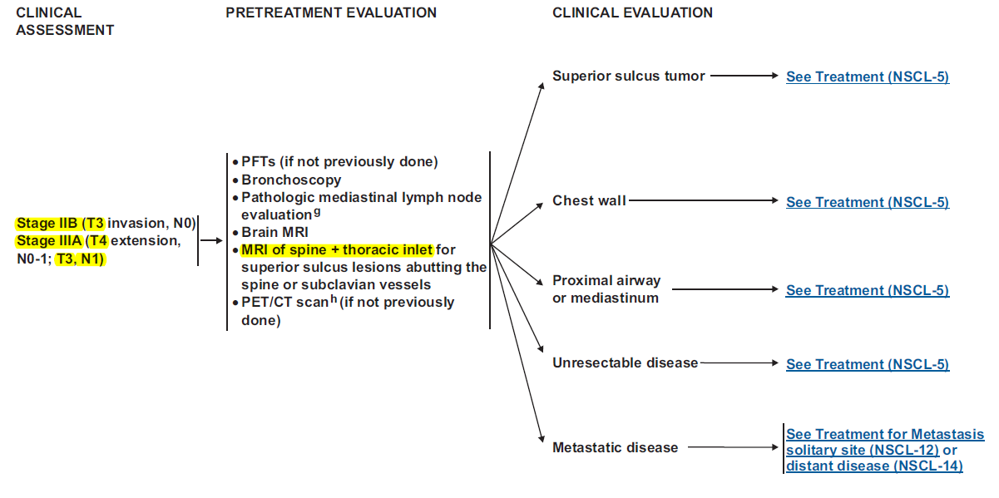 CLINICAL
ASSESSMENT
PRETREATMENT EVALUATION
CLINICAL EVALUATION
Stage IIB (T3 invasion, N0)
Stage IIIA (T4 extension,
N0-1; T3, N1)
• PFTs (if not previously done)
• Bronchoscopy
• Pathologic mediastinal lymph node
evaluationg
• Brain MRI
• MRI of spine + thoracic inlet for
superior sulcus lesions abutting the
spine or subclavian vessels
• PET/CT scanh (if not previously
done)
Superior sulcus tumor
See Treatment (NSCL-5)
Chest wall
See Treatment (NSCL-5)
Proximal airway
or mediastinum
See Treatment (NSCL-5)
Unresectable disease
See Treatment (NSCL-5)
Metastatic disease
See Treatment for Metastasis
solitary site (NSCL-12) or
distant disease (NSCL-14)